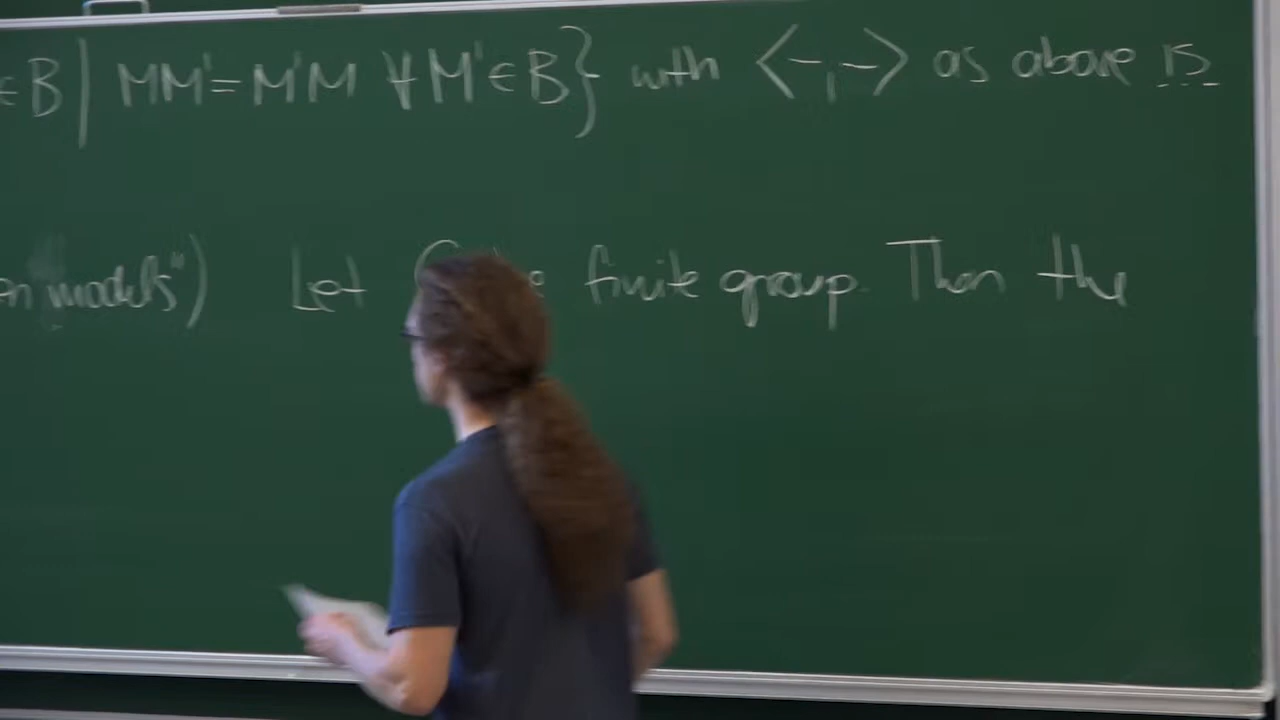 ∈B | MM'=M'M ∀M'∈B} with <-,-> as above is
models") Let finite group. Then the